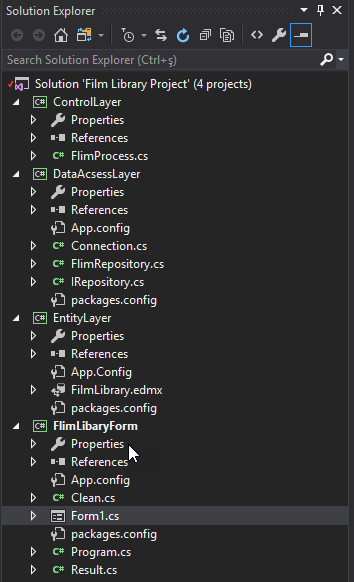 Solution Explorer
Search Solution Explorer (Ctrl+ş)
Solution 'Film Library Project' (4 projects)
C# ControlLayer
Properties
References
C# FlimProcess.cs
C# DataAcsessLayer
Properties
References
App.config
C# Connection.cs
C# FlimRepository.cs
C# IRepository.cs
packages.config
C# EntityLayer
Properties
References
App.Config
FilmLibrary.edmx
packages.config
C# FlimLibaryForm
Properties
References
App.config
C# Clean.cs
Form1.cs
packages.config
C# Program.cs
C# Result.cs